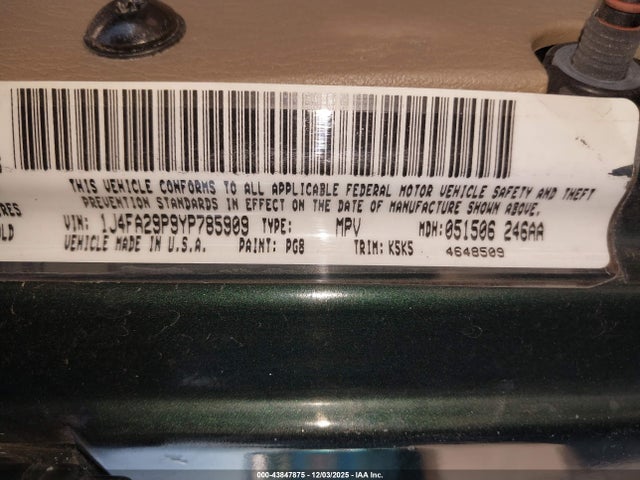 THIS VEHICLE CONFORMS TO ALL APPLICABLE FEDERAL MOTOR VEHICLE SAFETY AND THEFT
PREVENTION STANDARDS IN EFFECT ON THE DATE OF MANUFACTURE SHOWN ABOVE.
VIN: 1J4FA29P9YP785909 TYPE: MPV MDH: 051506 246AA
VEHICLE MADE IN U.S.A. PAINT: PG8 TRIM: K5K5 4648509
00-43847875 - 12/03/2025 - IAA Inc.